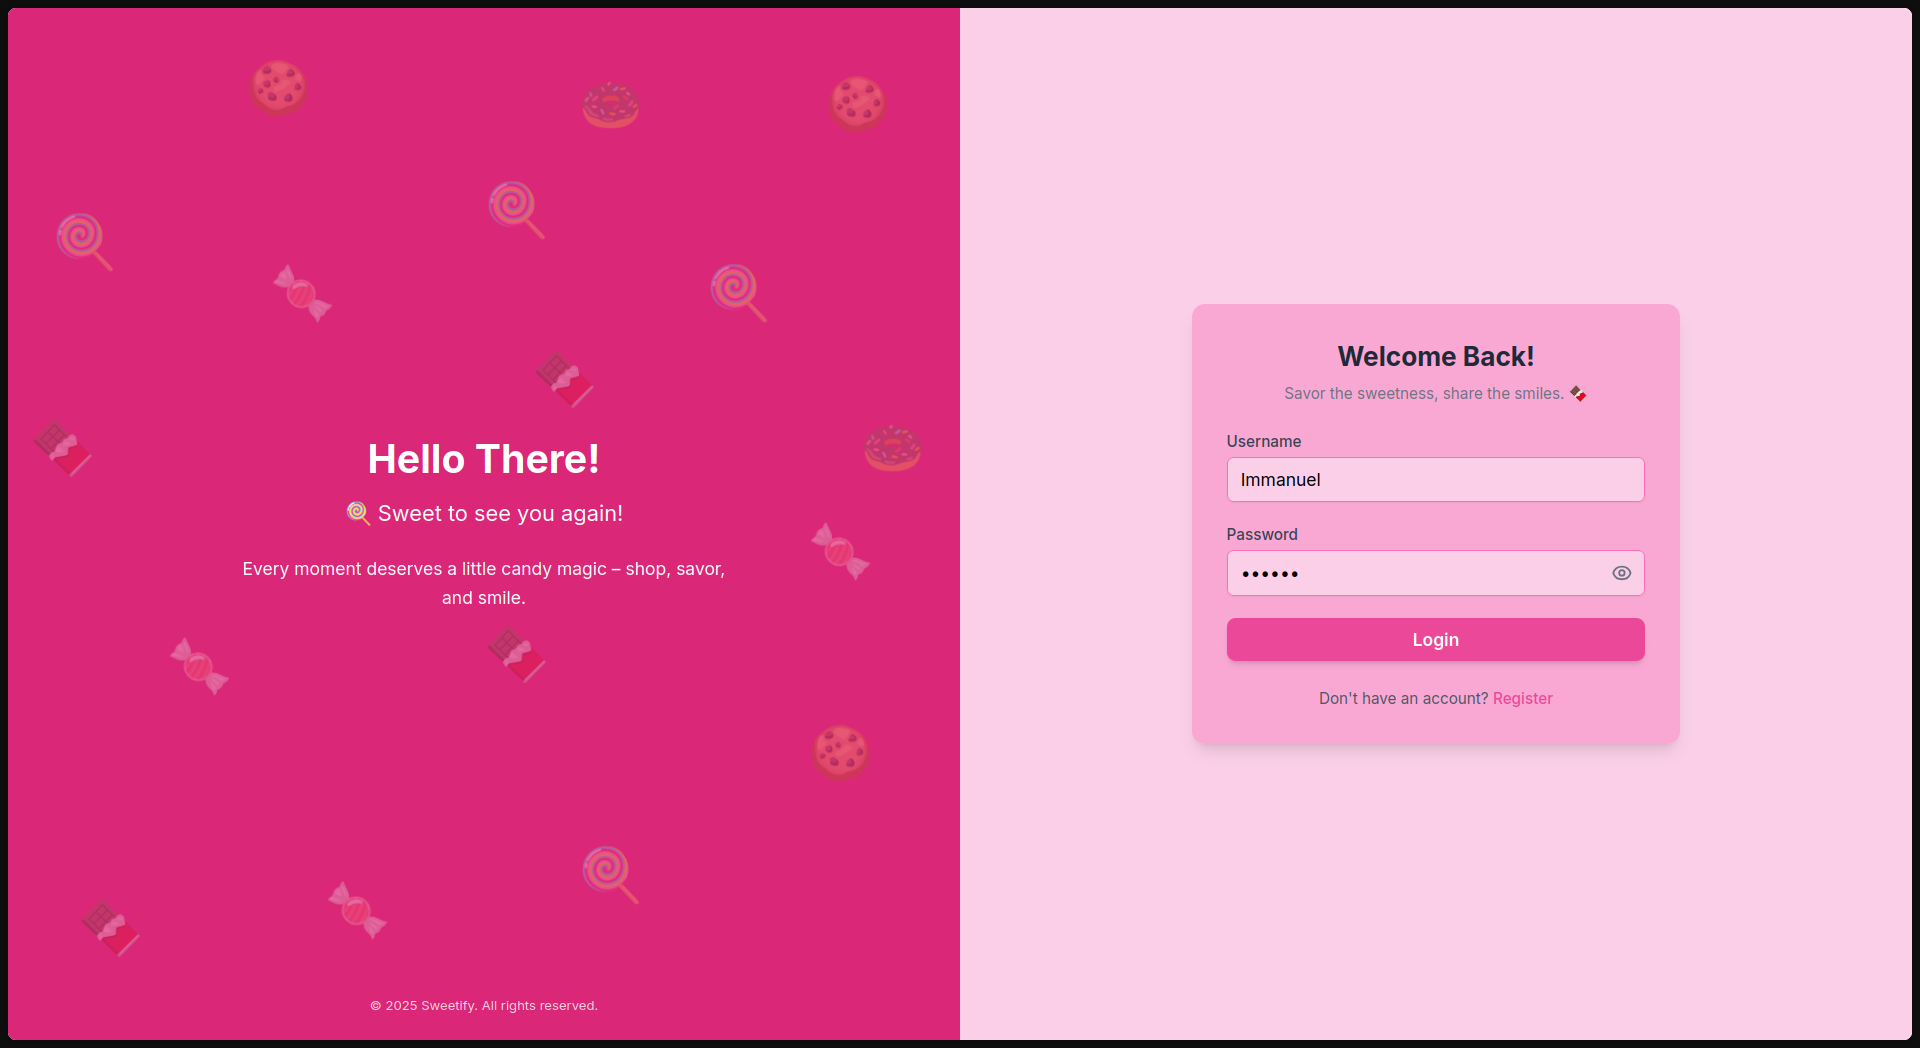 Hello There!
🍭 Sweet to see you again!
Every moment deserves a little candy magic – shop, savor,
and smile.
© 2025 Sweetify. All rights reserved.
Welcome Back!
Savor the sweetness, share the smiles. 🍫
Username
Immanuel
Password
••••••
Login
Don't have an account? Register